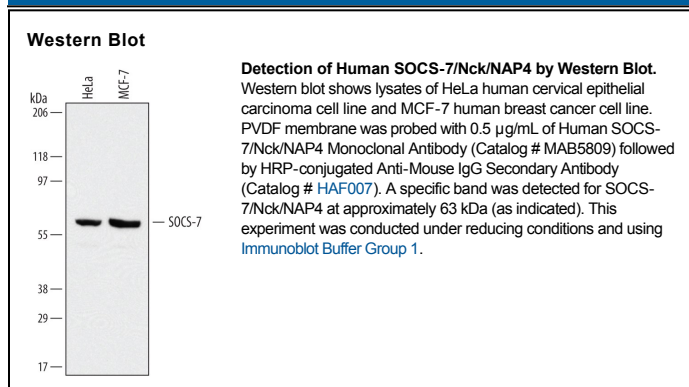 Western Blot
kDa
HeLa
MCF-7
206
118
97
55
38
29
17
SOCS-7
Detection of Human SOCS-7/Nck/NAP4 by Western Blot.
Western blot shows lysates of HeLa human cervical epithelial
carcinoma cell line and MCF-7 human breast cancer cell line.
PVDF membrane was probed with 0.5 µg/mL of Human SOCS-
7/Nck/NAP4 Monoclonal Antibody (Catalog # MAB5809) followed
by HRP-conjugated Anti-Mouse IgG Secondary Antibody
(Catalog # HAF007). A specific band was detected for SOCS-
7/Nck/NAP4 at approximately 63 kDa (as indicated). This
experiment was conducted under reducing conditions and using
Immunoblot Buffer Group 1.